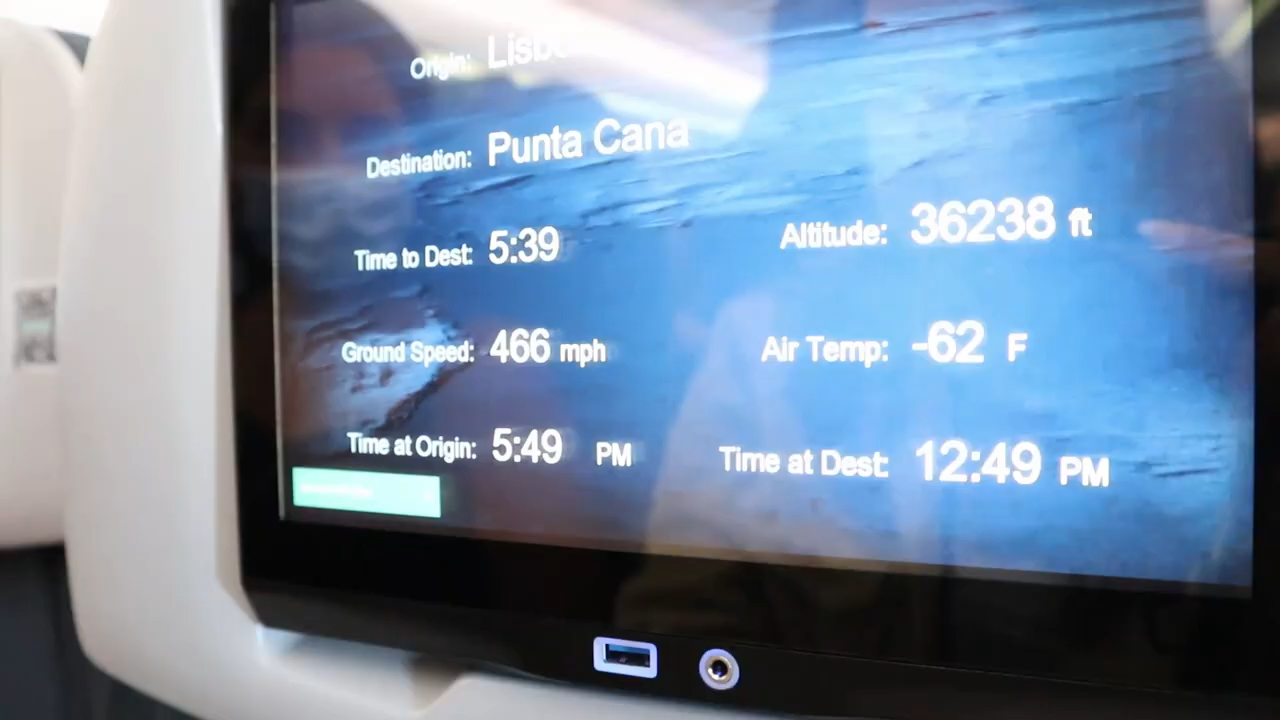 Origin: Lisbo
Destination: Punta Cana
Time to Dest: 5:39
Altitude: 36238 ft
Ground Speed: 466 mph
Air Temp: -62 F
Time at Origin: 5:49 PM
Time at Dest: 12:49 PM